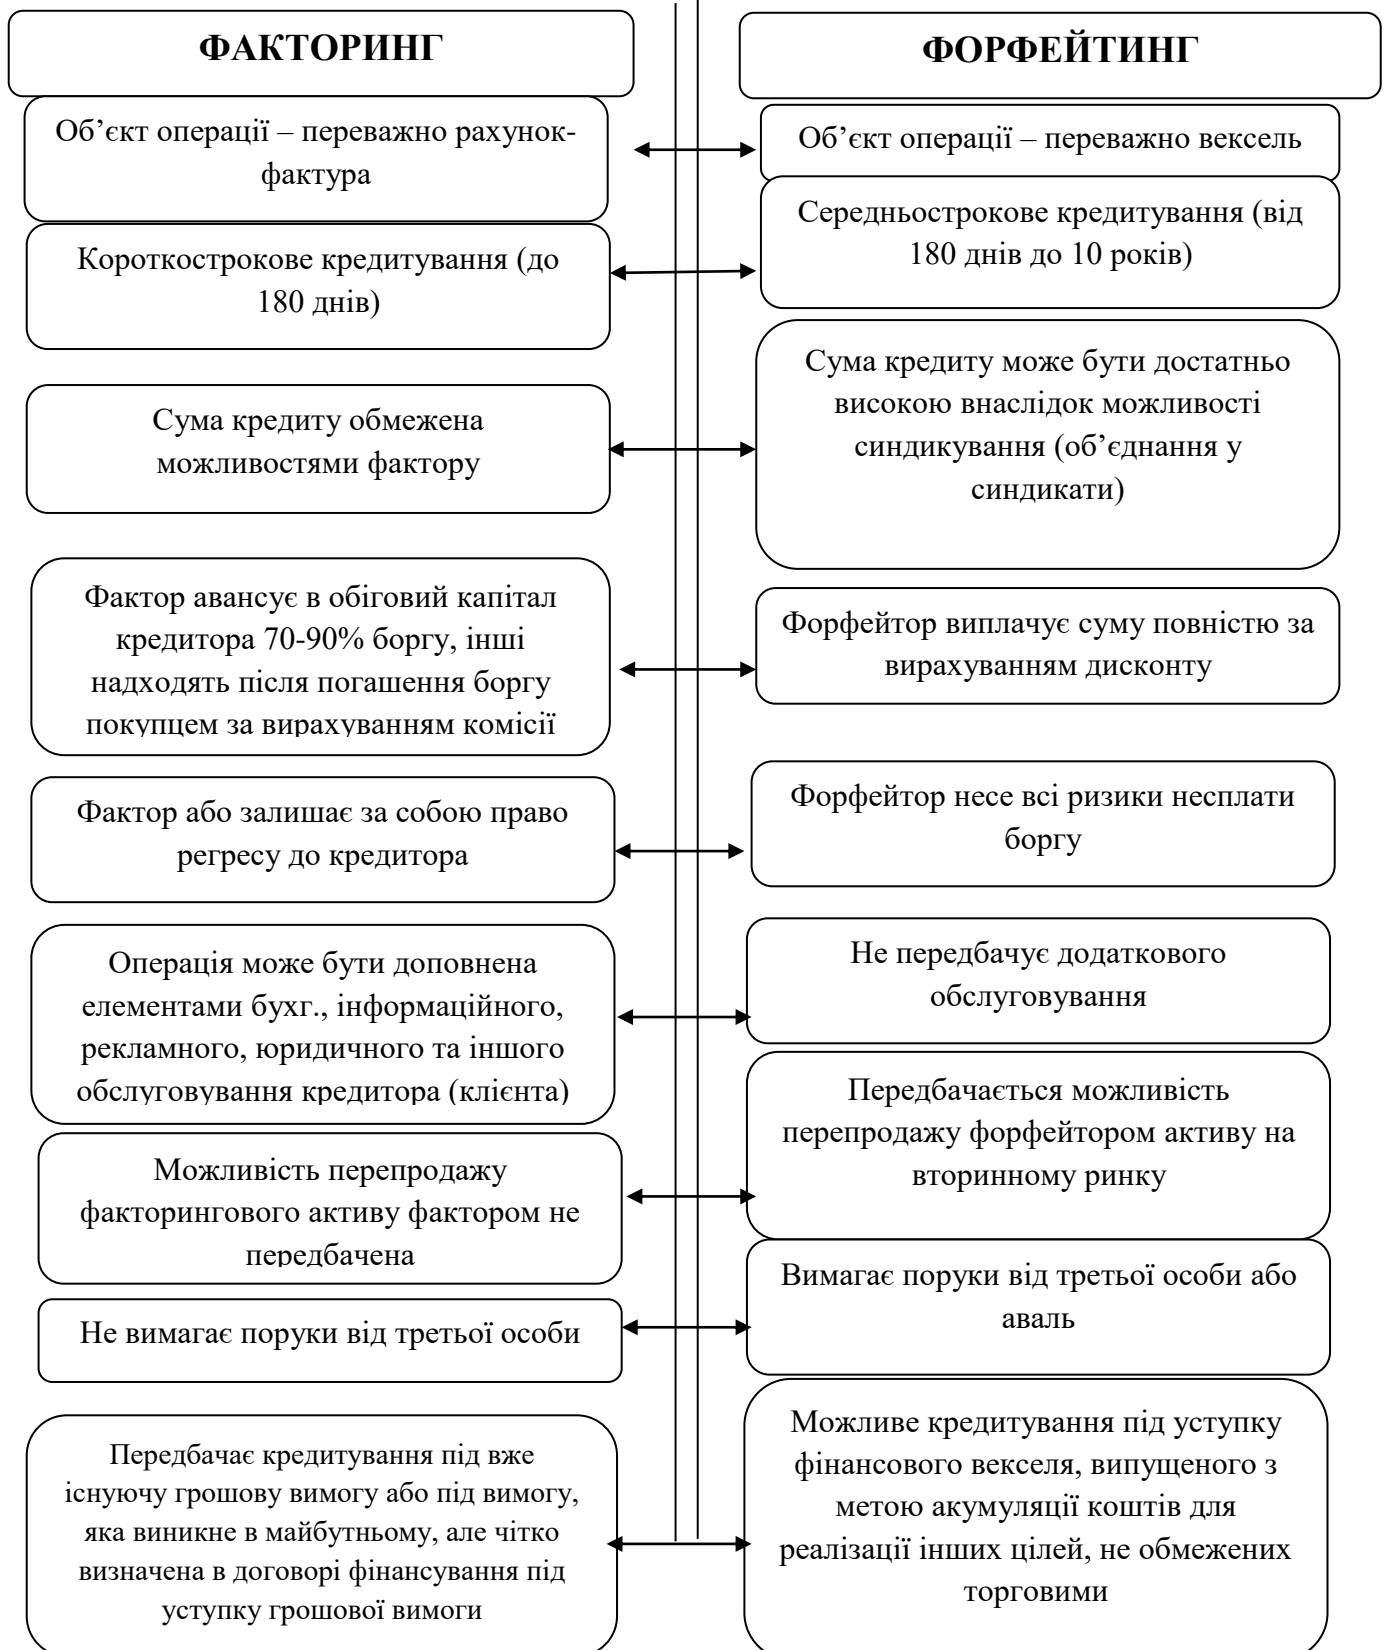 ФАКТОРИНГ
ФОРФЕЙТИНГ
Об’єкт операції – переважно рахунок-
фактура
Об’єкт операції – переважно вексель
Короткострокове кредитування (до
180 днів)
Середньострокове кредитування (від
180 днів до 10 років)
Сума кредиту обмежена
можливостями фактору
Сума кредиту може бути достатньо
високою внаслідок можливості
синдикування (об’єднання у
синдикати)
Фактор авансує в обіговий капітал
кредитора 70-90% боргу, інші
надходять після погашення боргу
покупцем за вирахуванням комісії
Форфейтор виплачує суму повністю за
вирахуванням дисконту
Фактор або залишає за собою право
регресу до кредитора
Форфейтор несе всі ризики несплати
боргу
Операція може бути доповнена
елементами бухг., інформаційного,
рекламного, юридичного та іншого
обслуговування кредитора (клієнта)
Не передбачує додаткового
обслуговування
Можливість перепродажу
факторингового активу фактором не
передбачена
Передбачається можливість
перепродажу форфейтором активу на
вторинному ринку
Не вимагає поруки від третьої особи
Вимагає поруки від третьої особи або
аваль
Передбачає кредитування під вже
існуючу грошову вимогу або під вимогу,
яка виникне в майбутньому, але чітко
визначена в договорі фінансування під
уступку грошової вимоги
Можливе кредитування під уступку
фінансового векселя, випущеного з
метою акумуляції коштів для
реалізації інших цілей, не обмежених
торговими